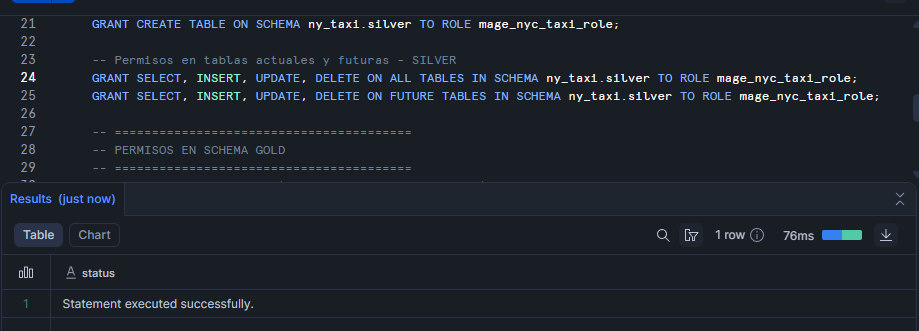 21 GRANT CREATE TABLE ON SCHEMA ny_taxi.silver TO ROLE mage_nyc_taxi_role;
22
23 -- Permisos en tablas actuales y futuras - SILVER
24 GRANT SELECT, INSERT, UPDATE, DELETE ON ALL TABLES IN SCHEMA ny_taxi.silver TO ROLE mage_nyc_taxi_role;
25 GRANT SELECT, INSERT, UPDATE, DELETE ON FUTURE TABLES IN SCHEMA ny_taxi.silver TO ROLE mage_nyc_taxi_role;
26
27 -- ========================================
28 -- PERMISOS EN SCHEMA GOLD
29 -- ========================================
Results (just now)
Table Chart 1 row 76ms
A status
1 Statement executed successfully.